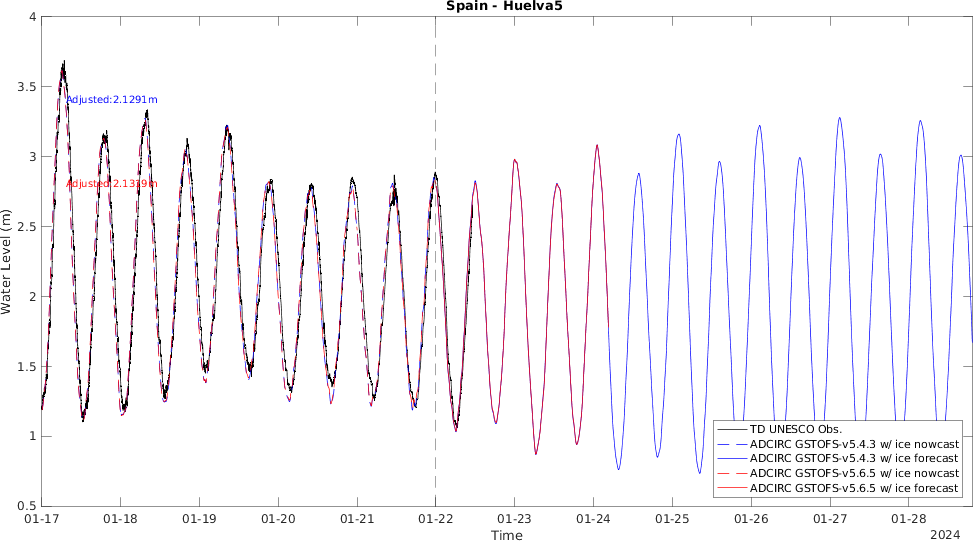 Spain - Huelva5
4
3.5
3
2.5
2
1.5
1
0.5
Water Level (m)
Adjusted:2.1291m
Adjusted:2.1319m
TD UNESCO Obs.
ADCIRC GSTOFS-v5.4.3 w/ ice nowcast
ADCIRC GSTOFS-v5.4.3 w/ ice forecast
ADCIRC GSTOFS-v5.6.5 w/ ice nowcast
ADCIRC GSTOFS-v5.6.5 w/ ice forecast
01-17 01-18 01-19 01-20 01-21 01-22 01-23 01-24 01-25 01-26 01-27 01-28
Time
2024